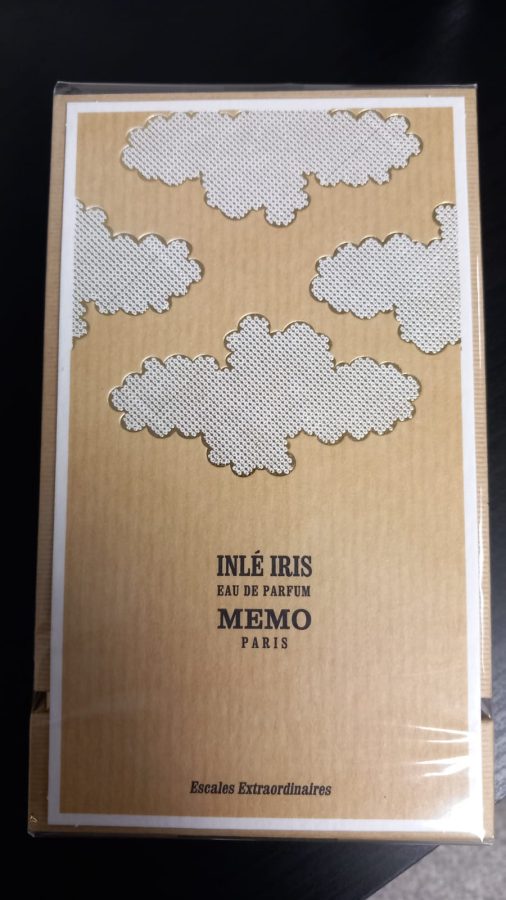 INLÉ IRIS
EAU DE PARFUM
MEMO
PARIS
Escales Extraordinaires